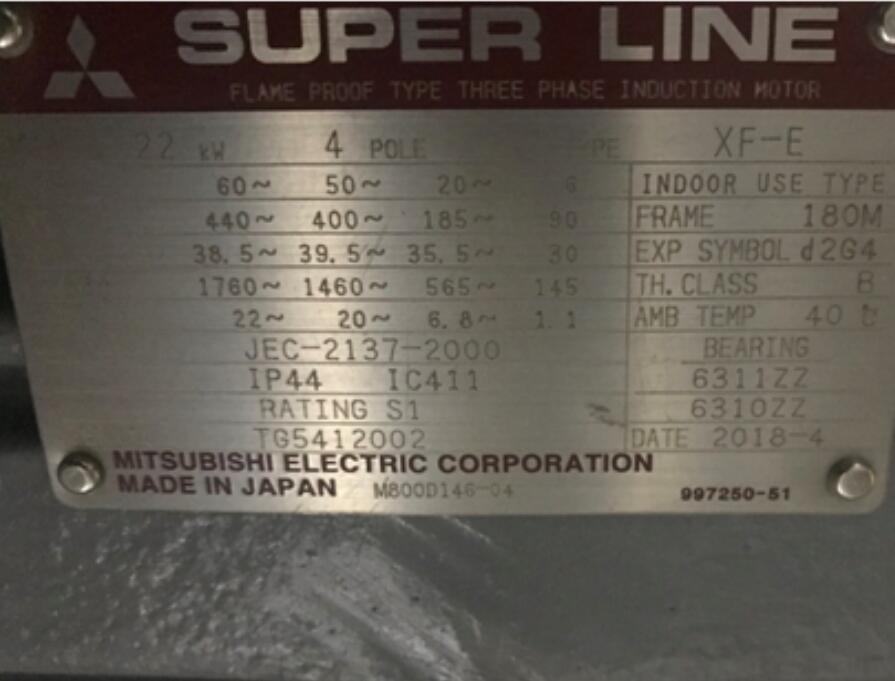 SUPER LINE
FLAME PROOF TYPE THREE PHASE INDUCTION MOTOR
22 kW 4 POLE XF-E
60~ 50~ 20~ 6 INDOOR USE TYPE
440~ 400~ 185~ 90 FRAME 180M
38.5~ 39.5~ 35.5~ 30 EXP SYMBOL d2G4
1760~ 1460~ 565~ 145 TH.CLASS B
22~ 20~ 6.8~ 1.1 AMB TEMP 40℃
JEC-2137-2000 BEARING
IP44 IC411 6311ZZ
RATING S1 6310ZZ
TG5412002 DATE 2018-4
MITSUBISHI ELECTRIC CORPORATION
MADE IN JAPAN M800D146-04 997250-51